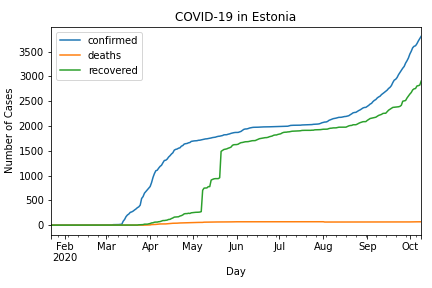 COVID-19 in Estonia
confirmed
deaths
recovered
Number of Cases
3500
3000
2500
2000
1500
1000
500
0
Feb Mar Apr May Jun Jul Aug Sep Oct
2020
Day